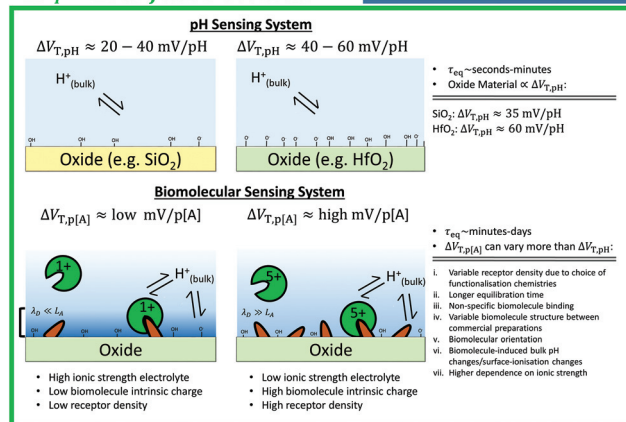 pH Sensing System
ΔV_T,pH ≈ 20 − 40 mV/pH
ΔV_T,pH ≈ 40 − 60 mV/pH
H⁺(bulk)
H⁺(bulk)
OH OH OH O⁻ O⁻
Oxide (e.g. SiO₂)
Oxide (e.g. HfO₂)
• τ_eq~seconds-minutes
• Oxide Material ∝ ΔV_T,pH:
SiO₂: ΔV_T,pH ≈ 35 mV/pH
HfO₂: ΔV_T,pH ≈ 60 mV/pH
Biomolecular Sensing System
ΔV_T,p[A] ≈ low mV/p[A]
ΔV_T,p[A] ≈ high mV/p[A]
1+
H⁺(bulk)
λ_D ≪ L_A
1+
Oxide
5+
H⁺(bulk)
λ_D ≫ L_A
5+
Oxide
• High ionic strength electrolyte
• Low biomolecule intrinsic charge
• Low receptor density
• Low ionic strength electrolyte
• High biomolecule intrinsic charge
• High receptor density
• τ_eq~minutes-days
• ΔV_T,p[A] can vary more than ΔV_T,pH:
i. Variable receptor density due to choice of
functionalisation chemistries
ii. Longer equilibration time
iii. Non-specific biomolecule binding
iv. Variable biomolecule structure between
commercial preparations
v. Biomolecular orientation
vi. Biomolecule-induced bulk pH
changes/surface-ionisation changes
vii. Higher dependence on ionic strength